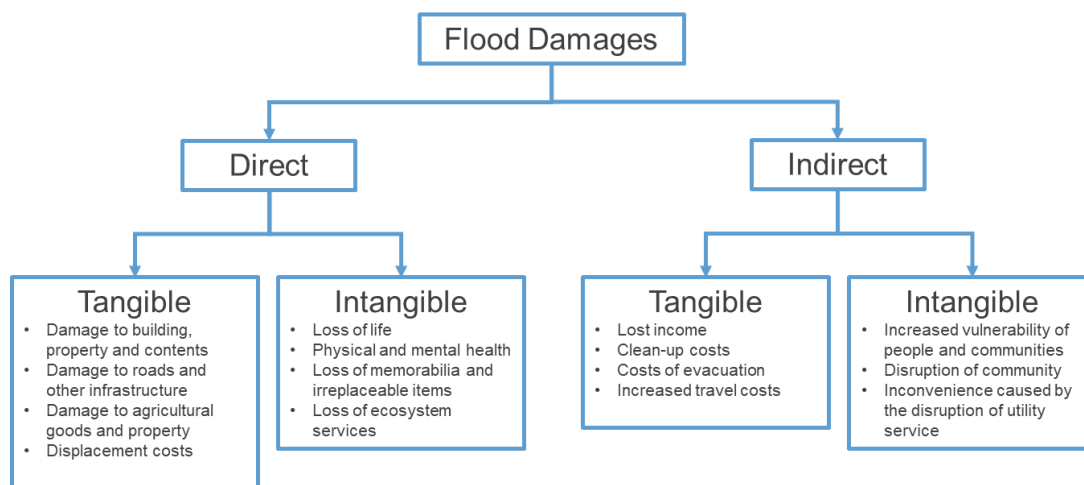 Flood Damages
Direct
Indirect
Tangible
• Damage to building,
property and contents
• Damage to roads and
other infrastructure
• Damage to agricultural
goods and property
• Displacement costs
Intangible
• Loss of life
• Physical and mental health
• Loss of memorabilia and
irreplaceable items
• Loss of ecosystem
services
Tangible
• Lost income
• Clean-up costs
• Costs of evacuation
• Increased travel costs
Intangible
• Increased vulnerability of
people and communities
• Disruption of community
• Inconvenience caused by
the disruption of utility
service